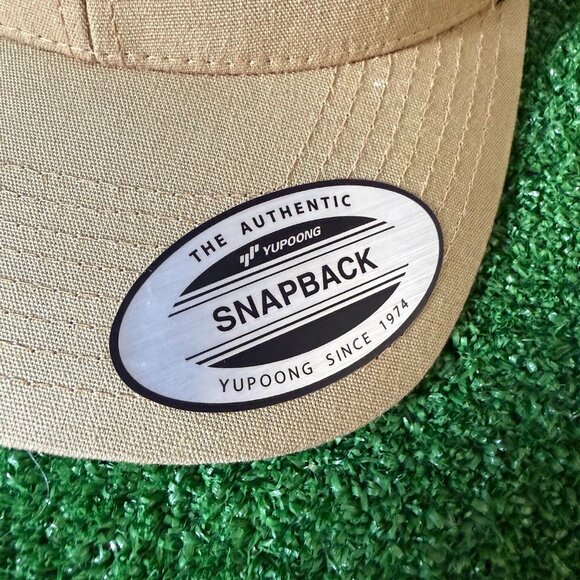 THE AUTHENTIC
YUPOONG
SNAPBACK
YUPOONG SINCE 1974